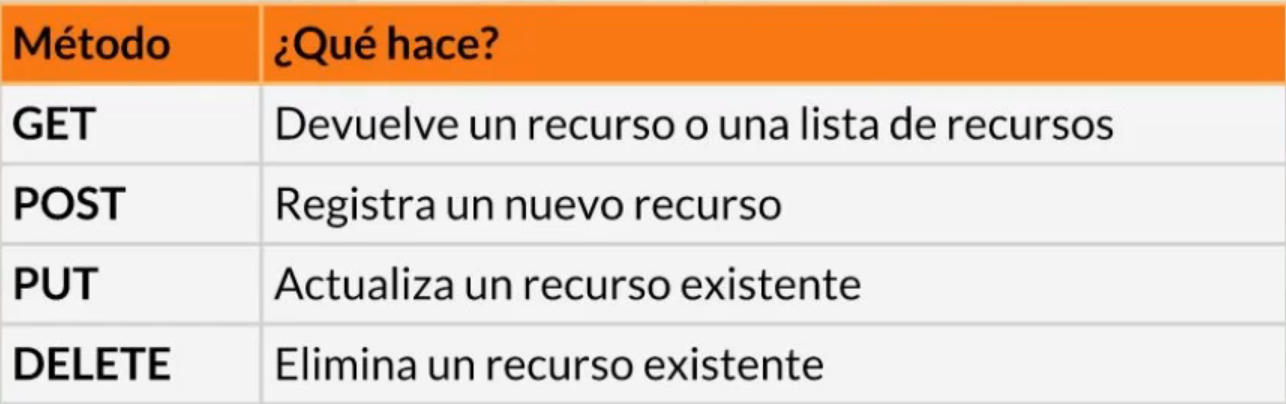 Método ¿Qué hace?
GET Devuelve un recurso o una lista de recursos
POST Registra un nuevo recurso
PUT Actualiza un recurso existente
DELETE Elimina un recurso existente